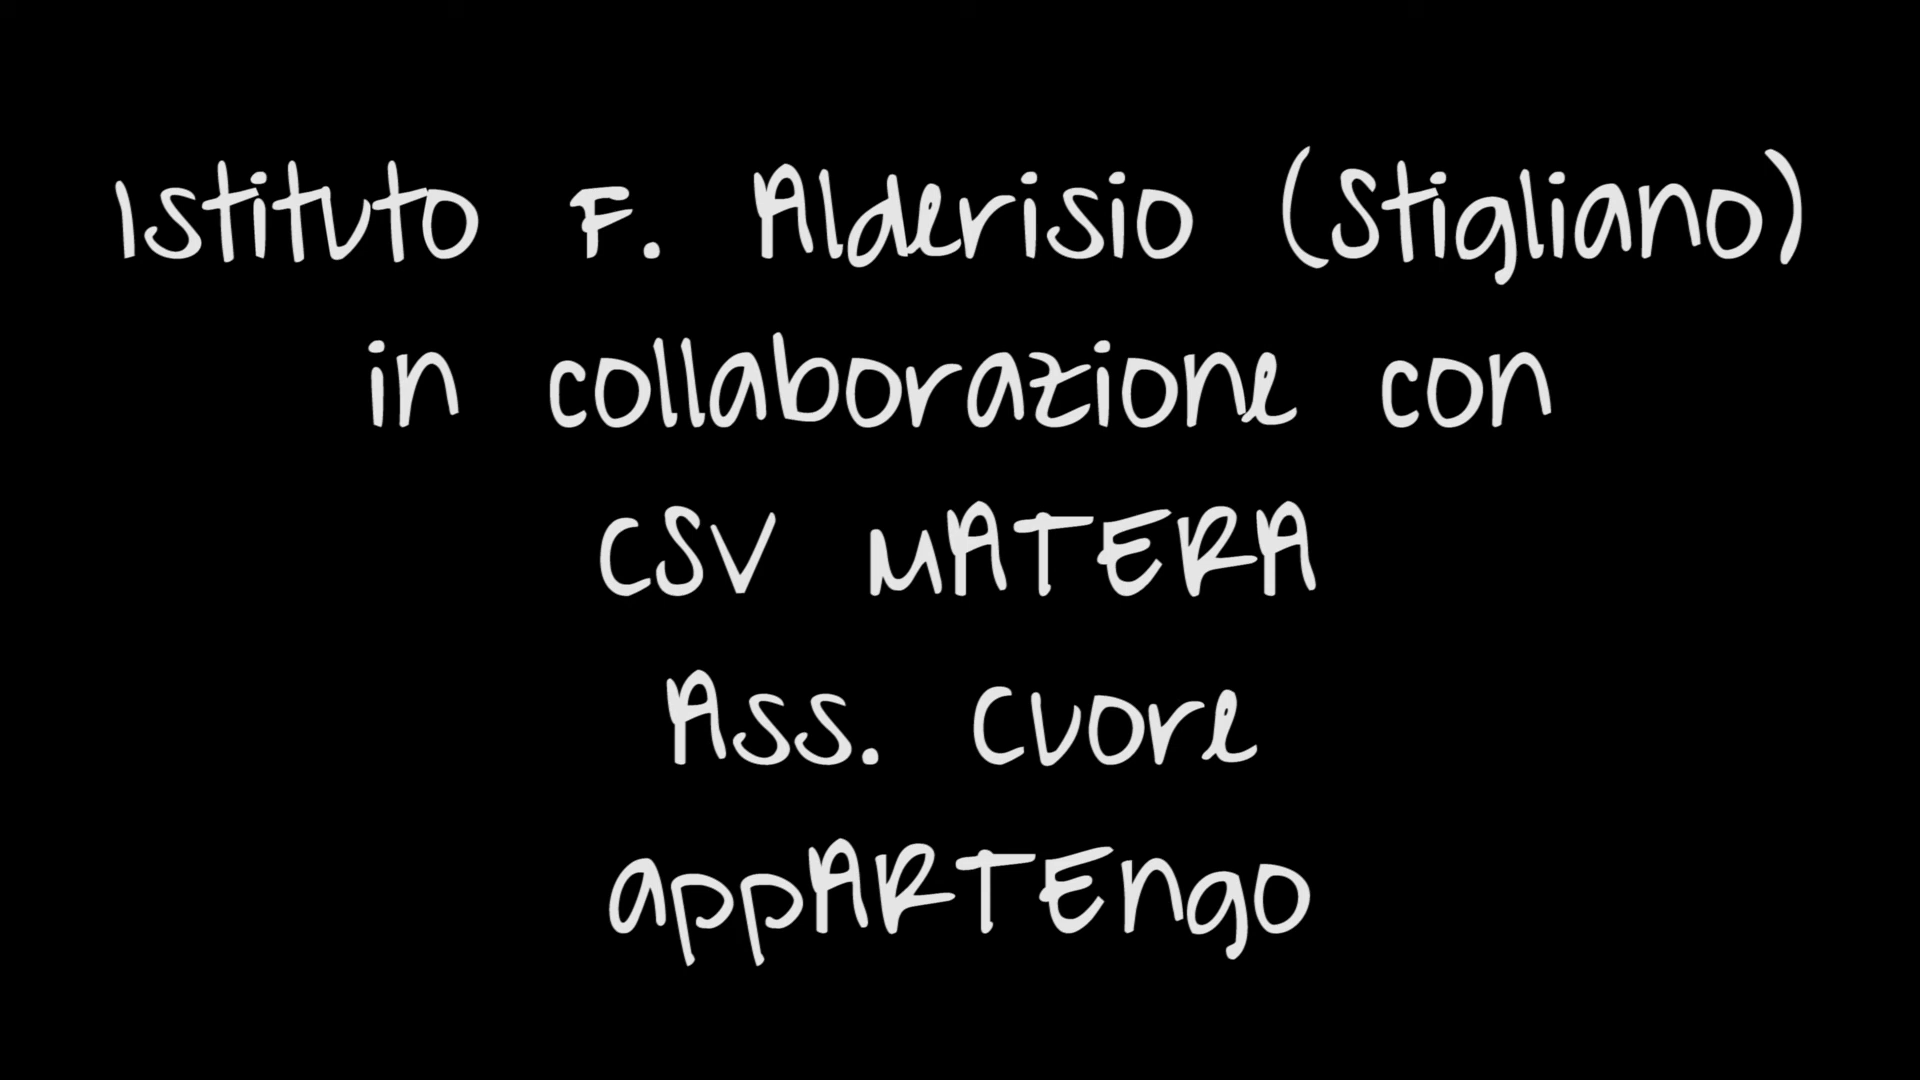 Istituto F. Alderisio (Stigliano)
in collaborazione con
CSV MATERA
Ass. Cuore
appARTEngo